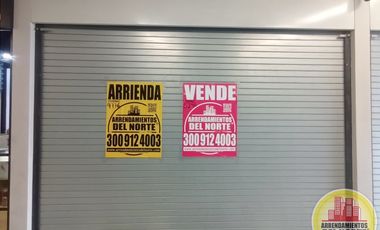 ARRIENDA
ARRENDAMIENTOS
DEL NORTE
300 912 4003
VENDE
ARRENDAMIENTOS
DEL NORTE
300 912 4003
ARRENDAMIENTOS